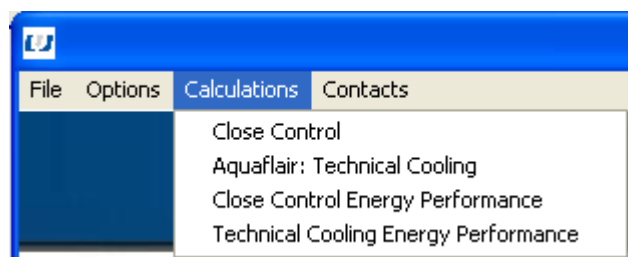 File Options Calculations Contacts
Close Control
Aquaflair: Technical Cooling
Close Control Energy Performance
Technical Cooling Energy Performance